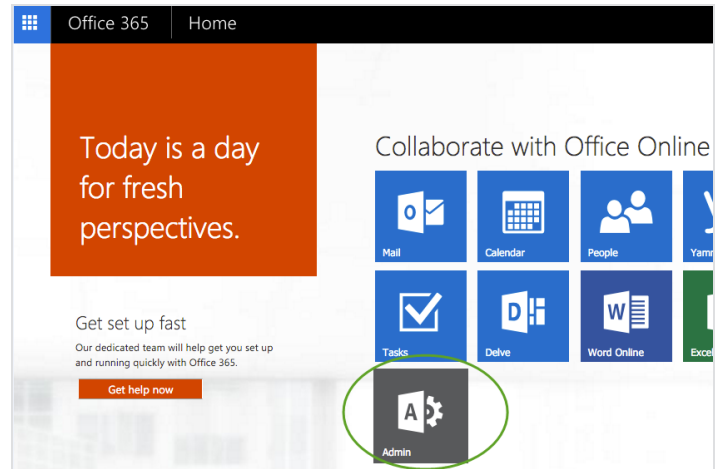 Office 365 Home
Today is a day
for fresh
perspectives.
Collaborate with Office Online
Mail Calendar People Yamm
Get set up fast
Our dedicated team will help get you set up
and running quickly with Office 365.
Get help now
Tasks Delve Word Online Excel
Admin